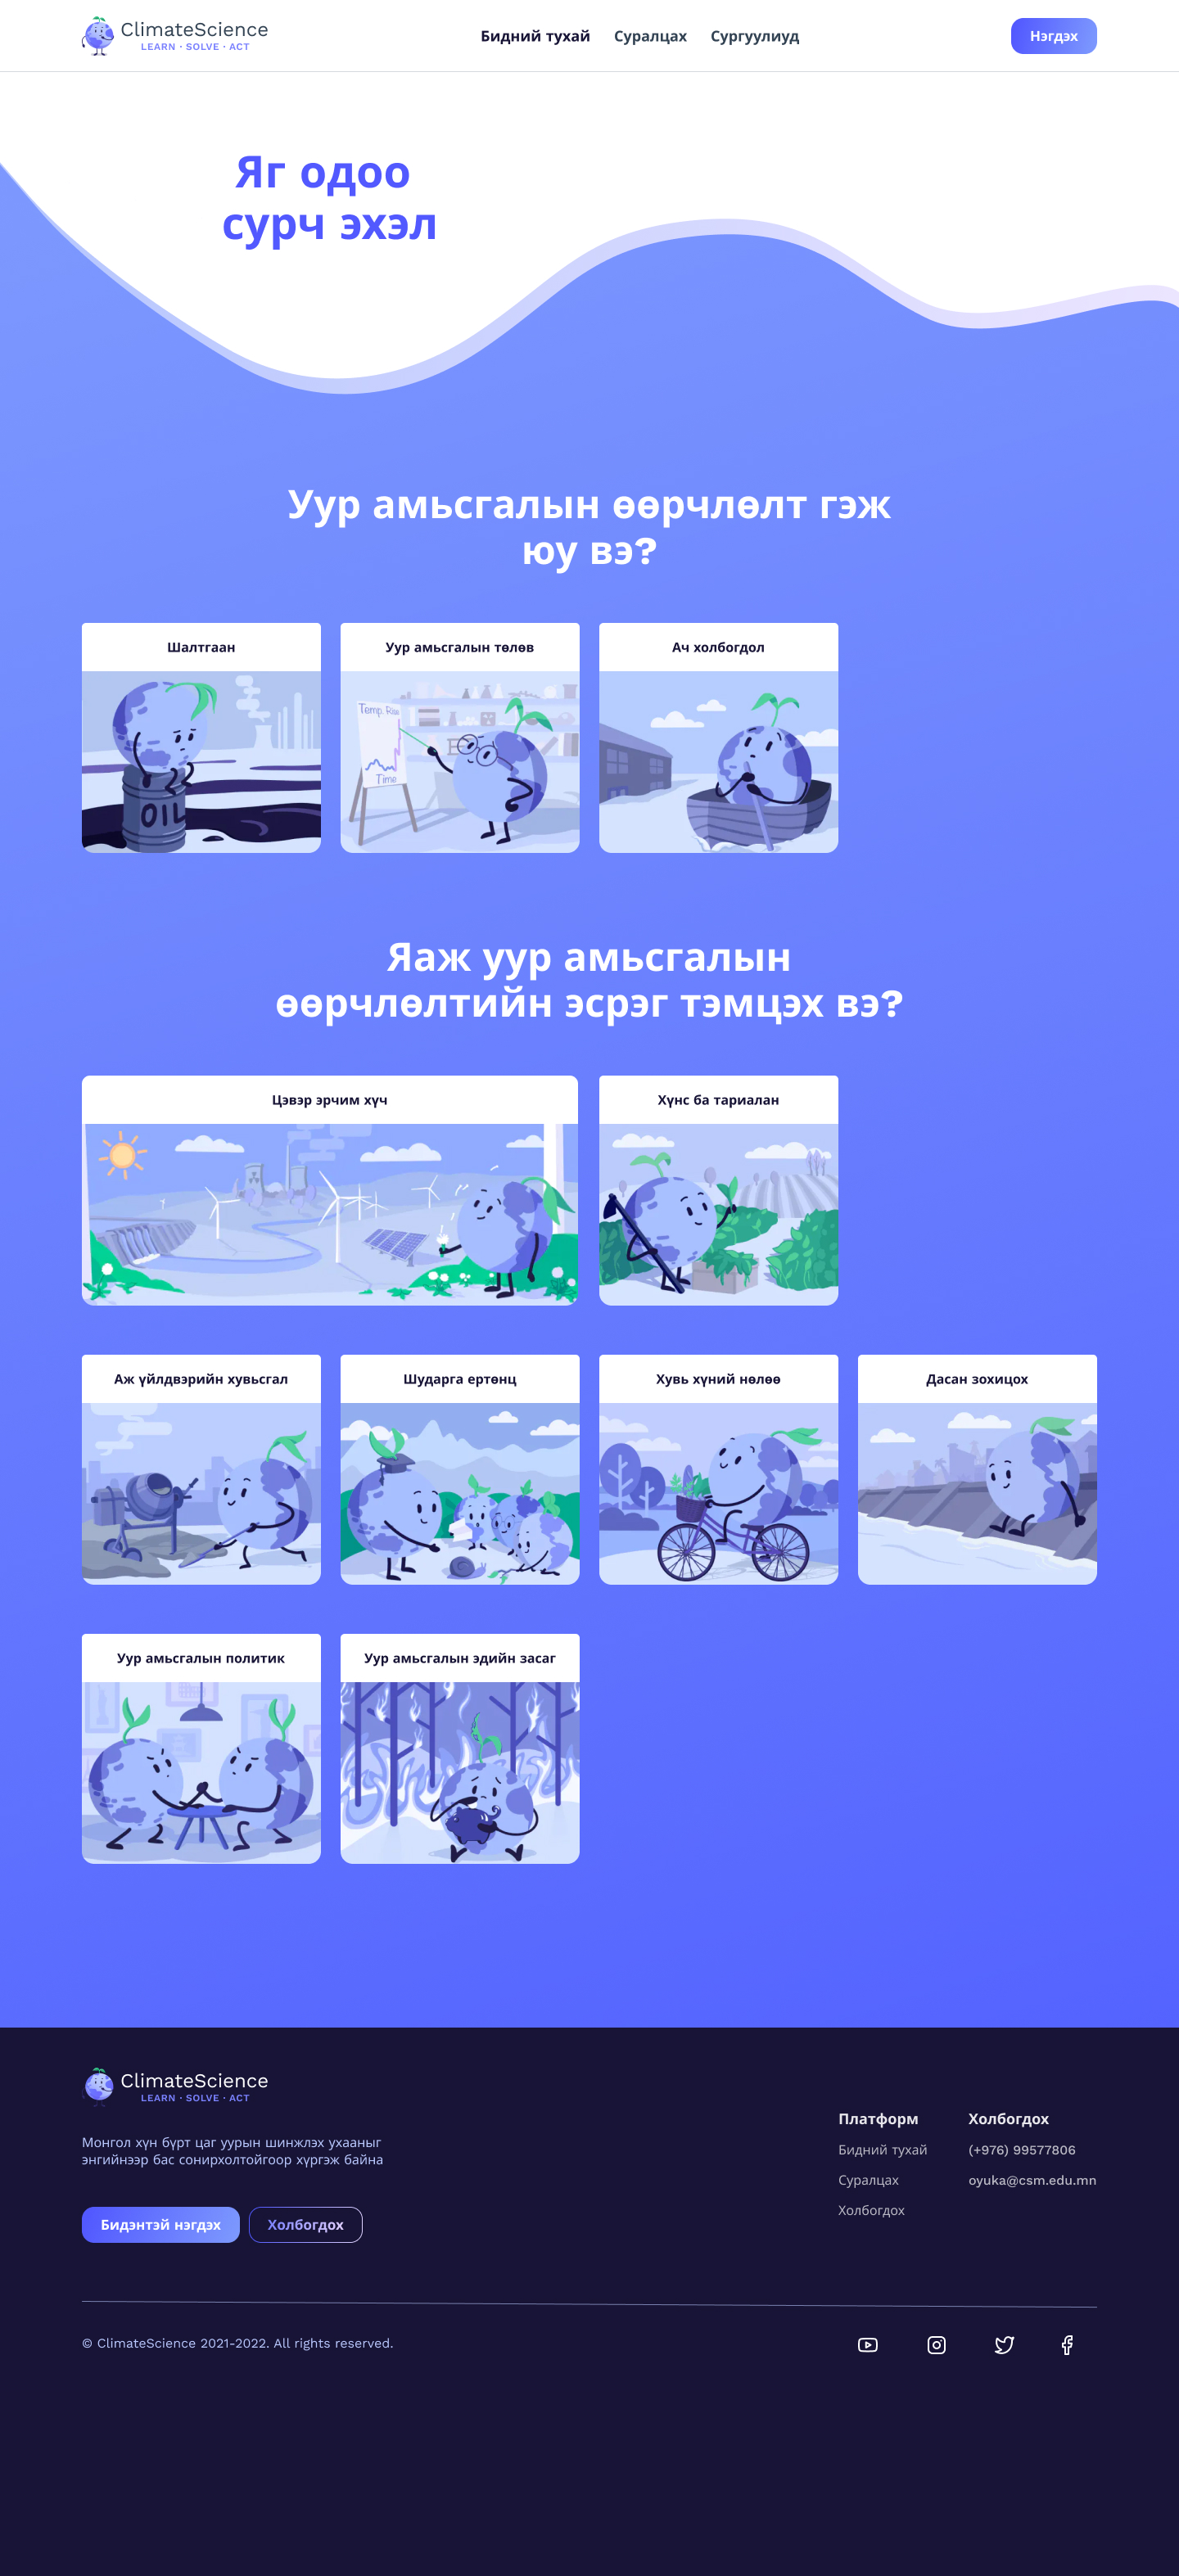 ClimateScience
LEARN · SOLVE · ACT
Бидний тухай
Суралцах
Сургуулиуд
Нэгдэх
Яг одоо
сурч эхэл
Уур амьсгалын өөрчлөлт гэж
юу вэ?
Шалтгаан
Уур амьсгалын төлөв
Ач холбогдол
OIL
Temp. Rise
Time
Яаж уур амьсгалын
өөрчлөлтийн эсрэг тэмцэх вэ?
Цэвэр эрчим хүч
Хүнс ба тариалан
Аж үйлдвэрийн хувьсгал
Шударга ертөнц
Хувь хүний нөлөө
Дасан зохицох
Уур амьсгалын политик
Уур амьсгалын эдийн засаг
ClimateScience
LEARN · SOLVE · ACT
Монгол хүн бүрт цаг уурын шинжлэх ухааныг
энгийнээр бас сонирхолтойгоор хүргэж байна
Бидэнтэй нэгдэх
Холбогдох
Платформ
Бидний тухай
Суралцах
Холбогдох
Холбогдох
(+976) 99577806
oyuka@csm.edu.mn
© ClimateScience 2021-2022. All rights reserved.